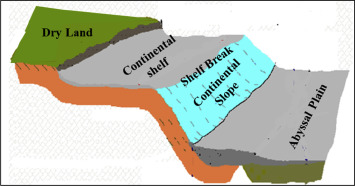 Dry Land
Continental
shelf
Shelf Break
Continental
Slope
Abyssal Plain